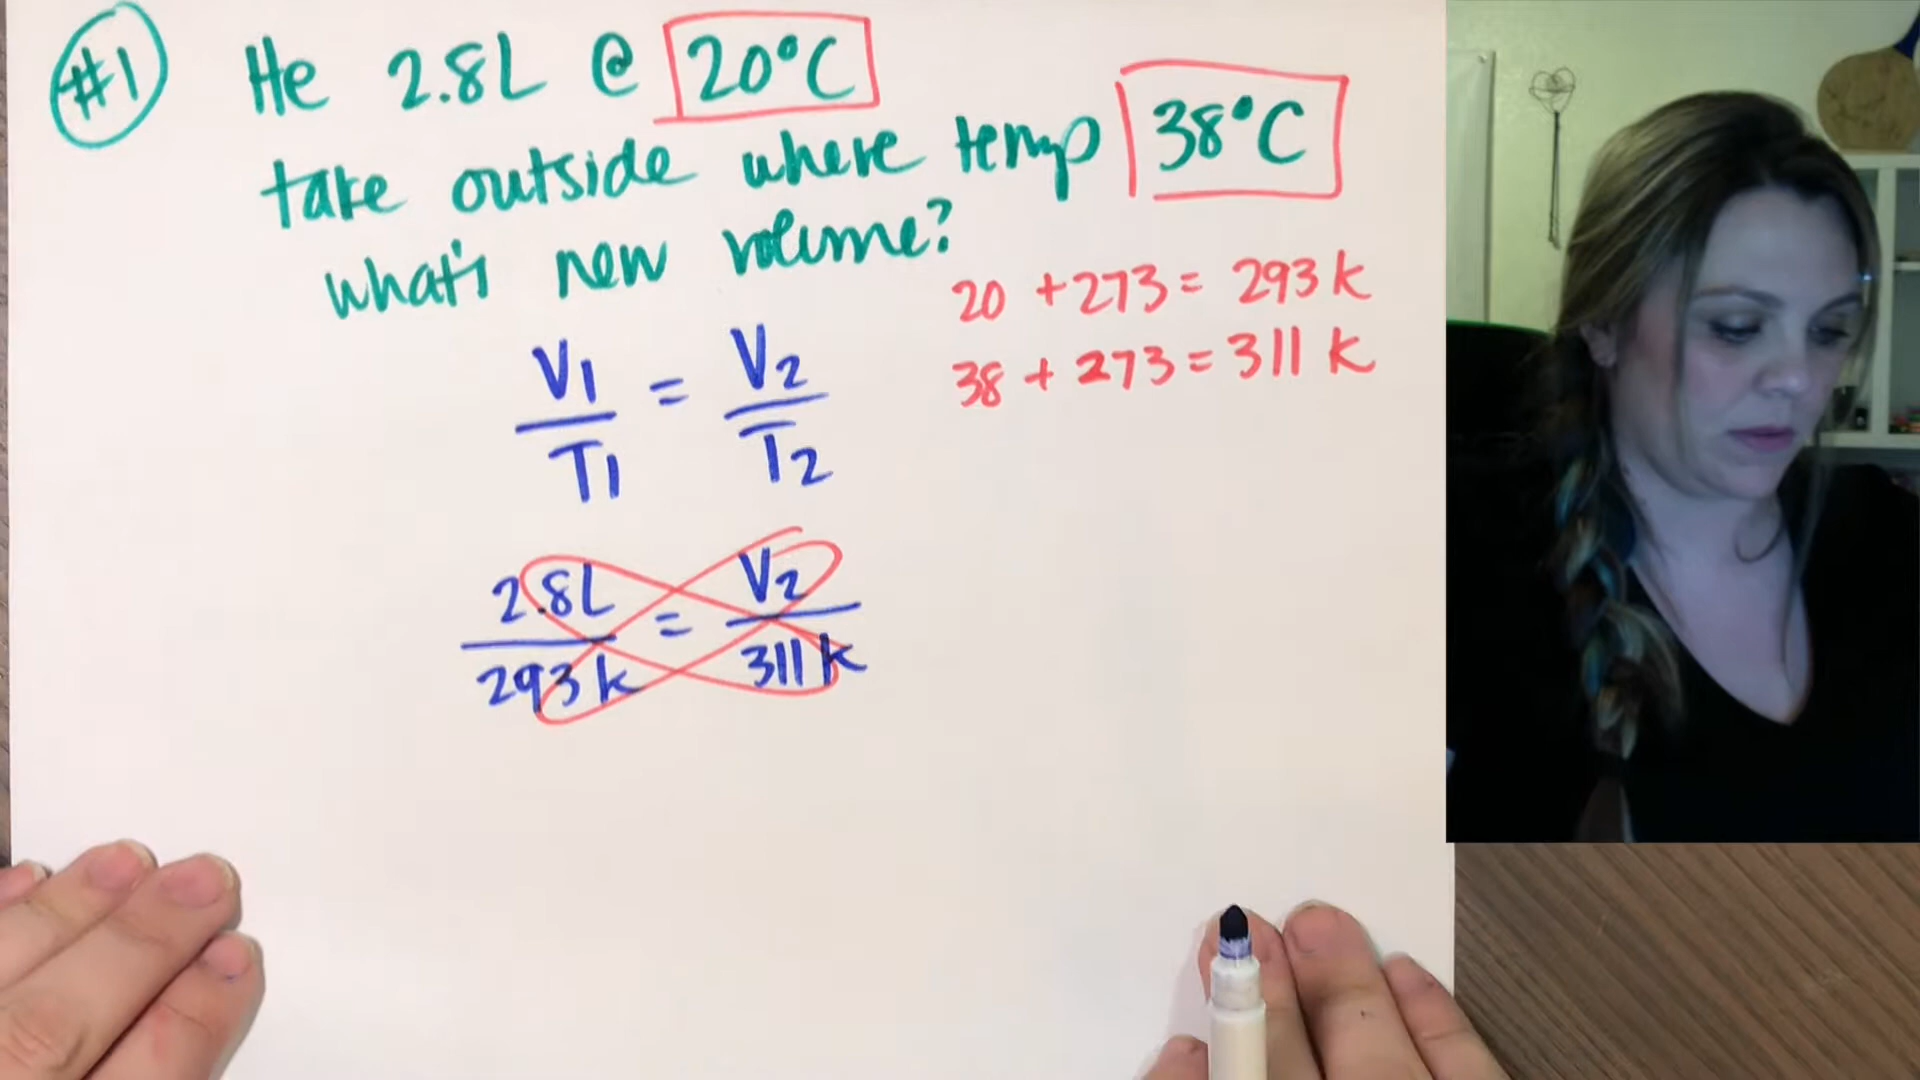 #1 He 2.8L @ 20°C
take outside where temp 38°C
what's new volume?
20 + 273 = 293 k
38 + 273 = 311 k
V1 = V2
T1 T2
2.8L = V2
293 k 311 k